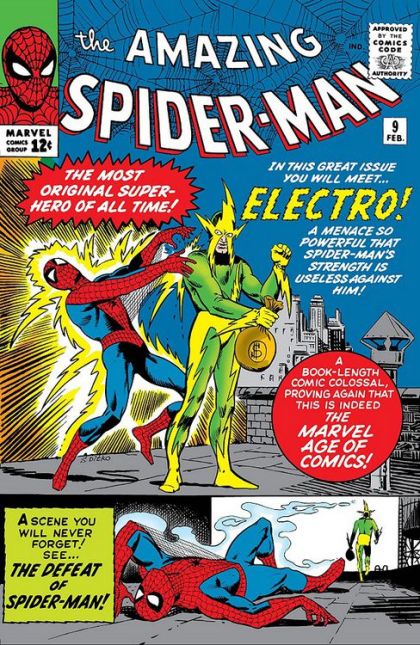 the AMAZING
SPIDER-MAN
IND.
APPROVED
BY THE
COMICS
CODE
AUTHORITY
MARVEL
COMICS
GROUP 12¢
9
FEB.
THE MOST
ORIGINAL SUPER-
HERO OF ALL TIME!
IN THIS GREAT ISSUE
YOU WILL MEET...
ELECTRO!
A MENACE SO
POWERFUL THAT
SPIDER-MAN'S
STRENGTH IS
USELESS AGAINST
HIM!
$
A
BOOK-LENGTH
COMIC COLOSSAL,
PROVING AGAIN THAT
THIS IS INDEED
THE
MARVEL
AGE OF
COMICS!
S. DITKO
A SCENE YOU
WILL NEVER
FORGET!
SEE...
THE DEFEAT
OF
SPIDER-MAN!